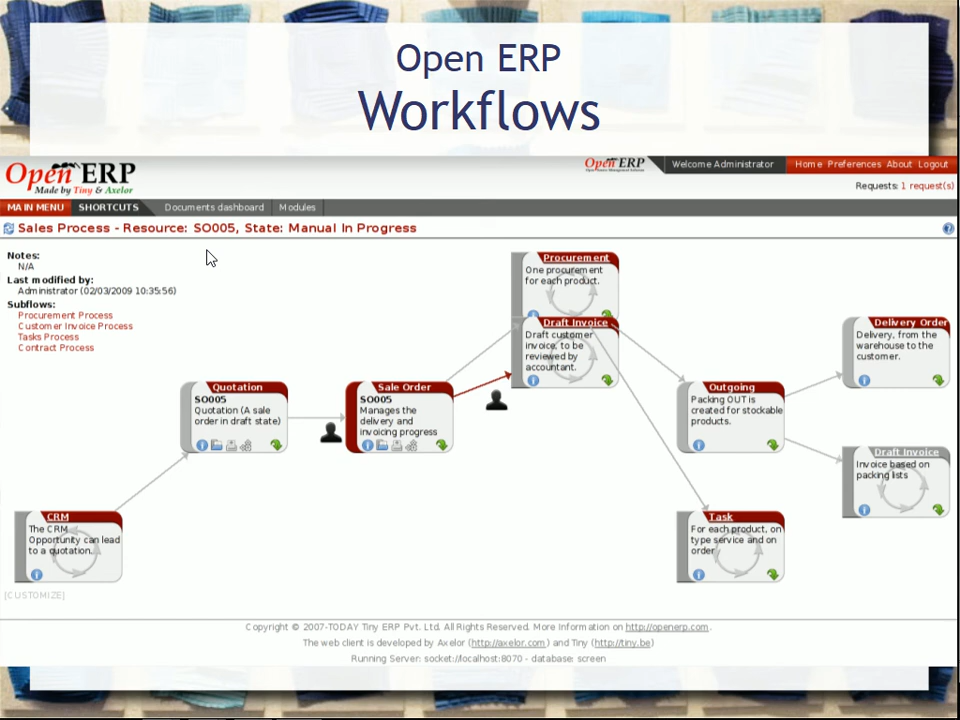 Open ERP
Workflows
Open ERP
Made by Tiny & Axelor
Open ERP
Welcome Administrator
Home Preferences About Logout
Requests: 1 request(s)
MAIN MENU SHORTCUTS Documents dashboard Modules
Sales Process - Resource: SO005, State: Manual In Progress
Notes:
N/A
Last modified by:
Administrator (02/03/2009 10:35:56)
Subflows:
Procurement Process
Customer Invoice Process
Tasks Process
Contract Process
Procurement
One procurement
for each product.
Draft Invoice
Draft customer
invoice, to be
reviewed by
accountant.
Delivery Order
Delivery, from the
warehouse to the
customer.
Quotation
SO005
Quotation (A sale
order in draft state)
Sale Order
SO005
Manages the
delivery and
invoicing progress
Outgoing
Packing OUT is
created for stockable
products.
Draft Invoice
Invoice based on
packing lists
CRM
The CRM
Opportunity can lead
to a quotation.
Task
For each product, on
type service and on
order
[CUSTOMIZE]
Copyright © 2007-TODAY Tiny ERP Pvt. Ltd. All Rights Reserved. More Information on http://openerp.com.
The web client is developed by Axelor (http://axelor.com) and Tiny (http://tiny.be)
Running Server: socket://localhost:8070 - database: screen